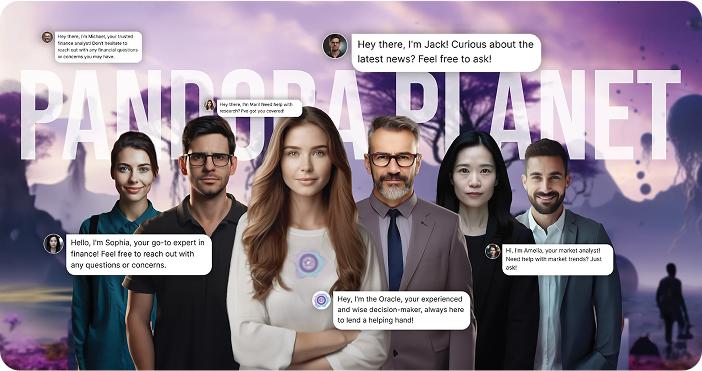 Hey there, I'm Michael, your trusted
finance analyst! Don't hesitate to
reach out with any financial questions
or concerns you may have.
Hey there, I'm Jack! Curious about the
latest news? Feel free to ask!
PANDORA PLANET
Hey there, I'm Mari! Need help with
research? I've got you covered!
Hello, I'm Sophia, your go-to expert in
finance! Feel free to reach out with
any questions or concerns.
Hi, I'm Amelia, your market analyst!
Need help with market trends? Just
ask!
Hey, I'm the Oracle, your experienced
and wise decision-maker, always here
to lend a helping hand!